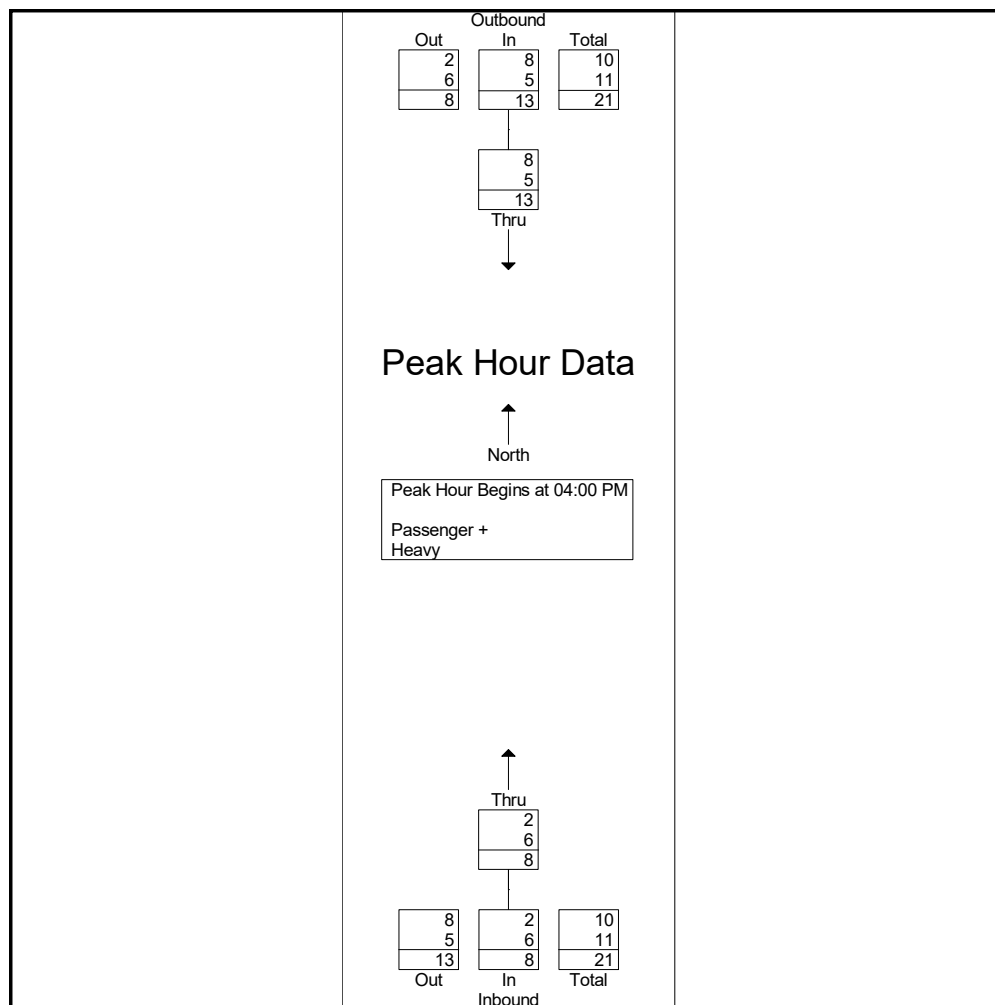 Outbound
Out In Total
2 8 10
6 5 11
8 13 21
8
5
13
Thru
Peak Hour Data
North
Peak Hour Begins at 04:00 PM
Passenger +
Heavy
Thru
2
6
8
8 2 10
5 6 11
13 8 21
Out In Total
Inbound